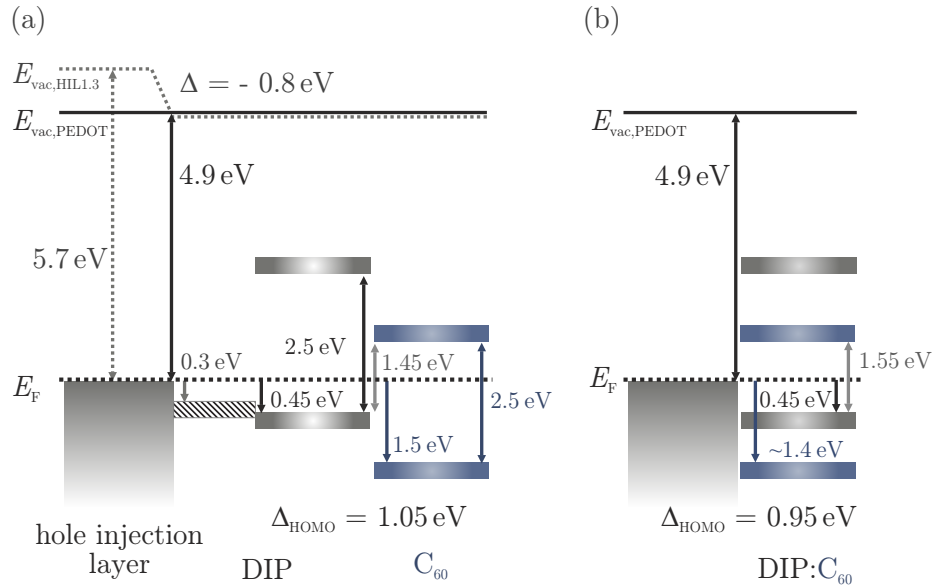 (a)
(b)
E_vac,HIL1.3
Δ = - 0.8 eV
E_vac,PEDOT
E_vac,PEDOT
4.9 eV
4.9 eV
5.7 eV
2.5 eV
1.45 eV
1.55 eV
0.3 eV
E_F
E_F
0.45 eV
2.5 eV
0.45 eV
1.5 eV
~1.4 eV
Δ_HOMO = 1.05 eV
Δ_HOMO = 0.95 eV
hole injection
layer
DIP
C_60
DIP:C_60